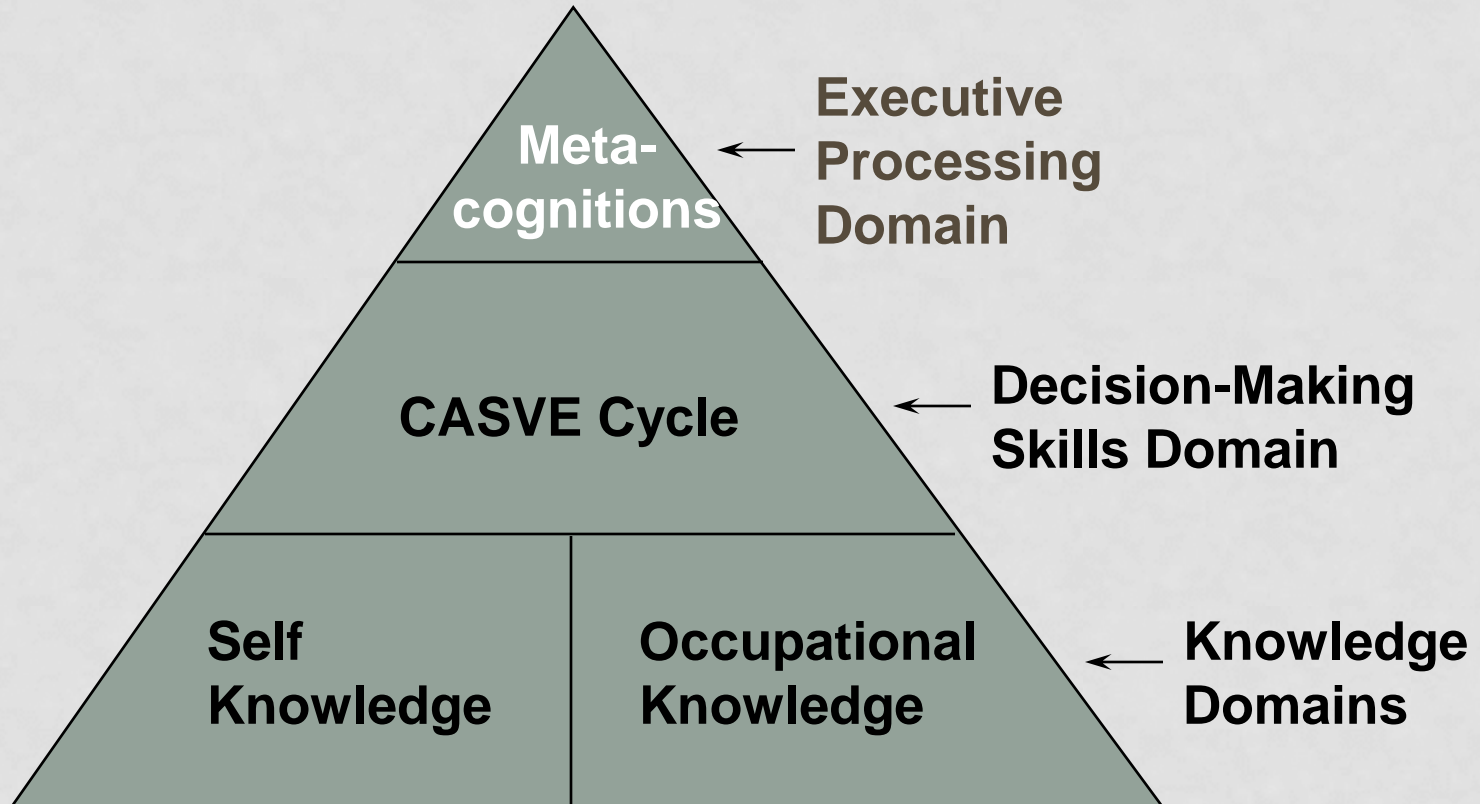 Meta-
cognitions
Executive
Processing
Domain
CASVE Cycle
Decision-Making
Skills Domain
Self
Knowledge
Occupational
Knowledge
Knowledge
Domains